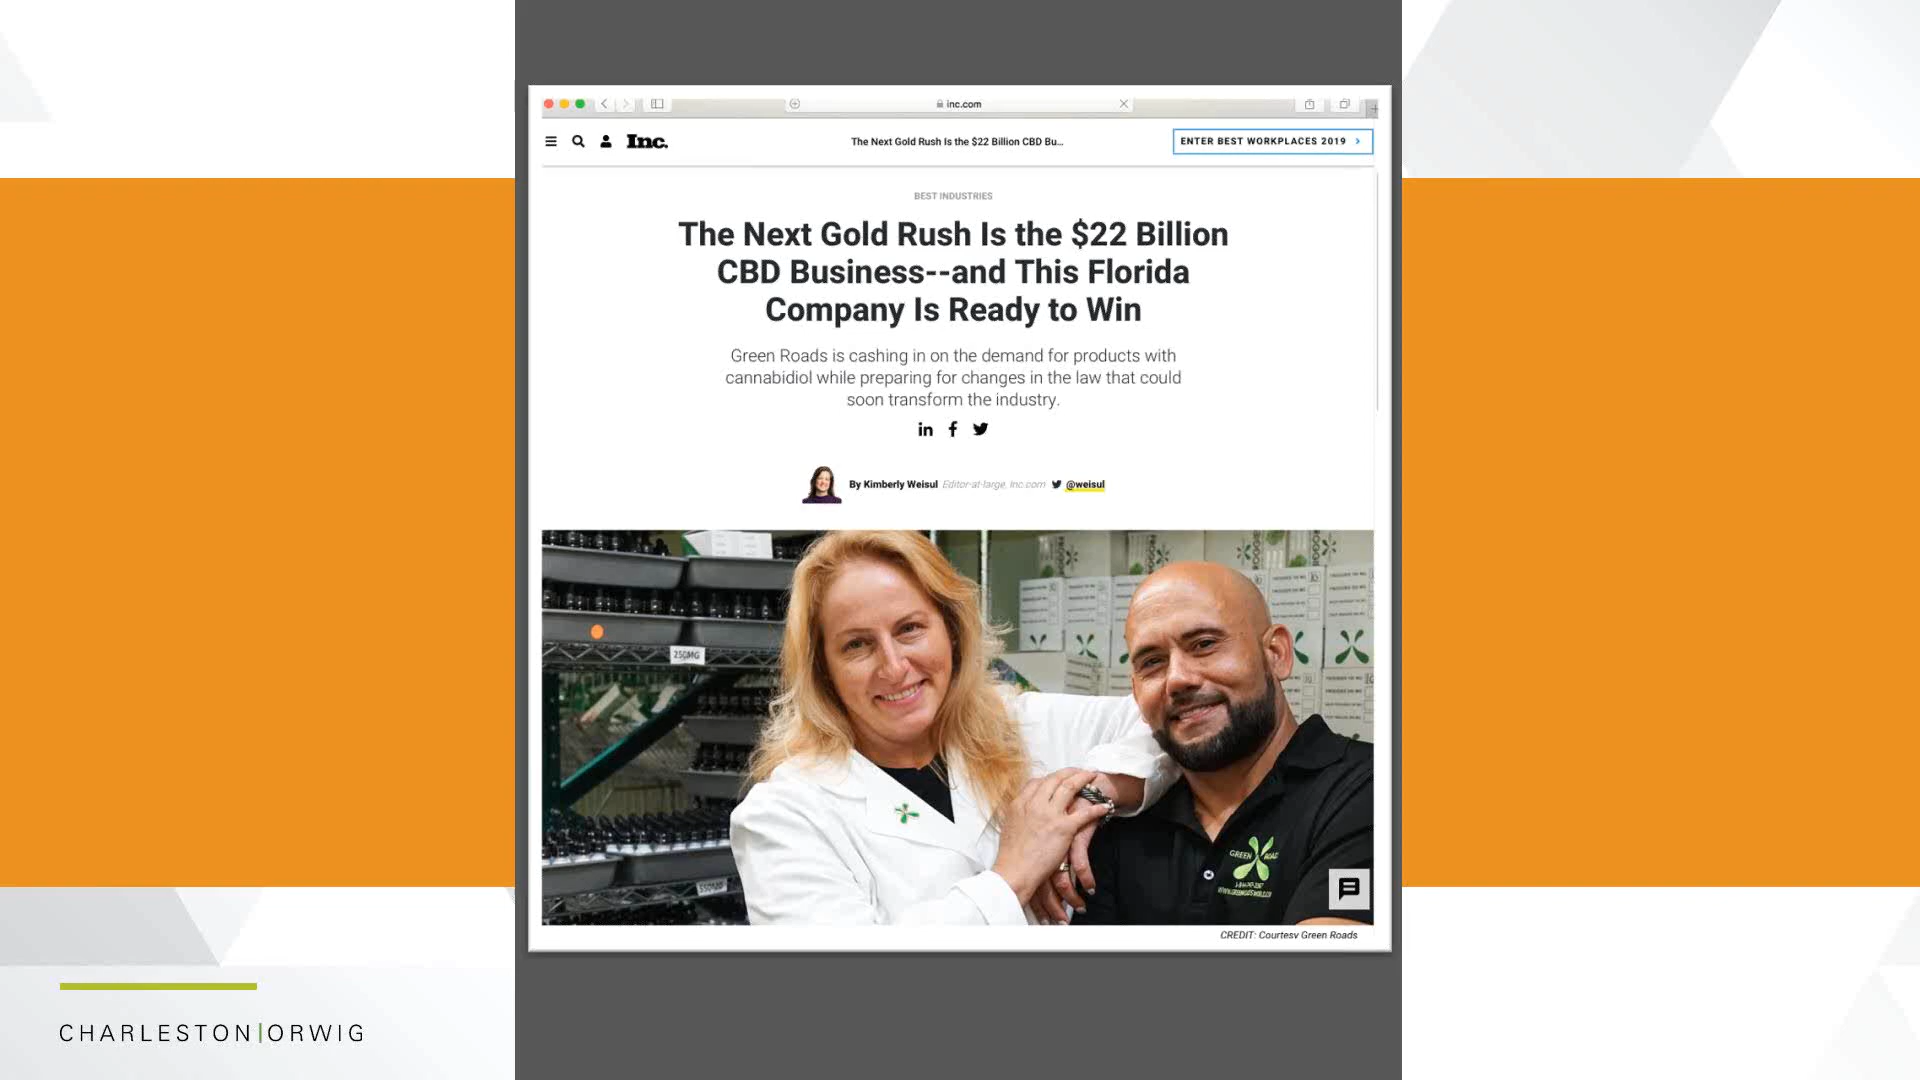 inc.com
Inc.
The Next Gold Rush Is the $22 Billion CBD Bu...
ENTER BEST WORKPLACES 2019 >
BEST INDUSTRIES
The Next Gold Rush Is the $22 Billion
CBD Business--and This Florida
Company Is Ready to Win
Green Roads is cashing in on the demand for products with
cannabidiol while preparing for changes in the law that could
soon transform the industry.
By Kimberly Weisul Editor-at-large, Inc.com @weisul
250MG
550MG
GREEN ROAD
CREDIT: Courtesy Green Roads
CHARLESTON|ORWIG